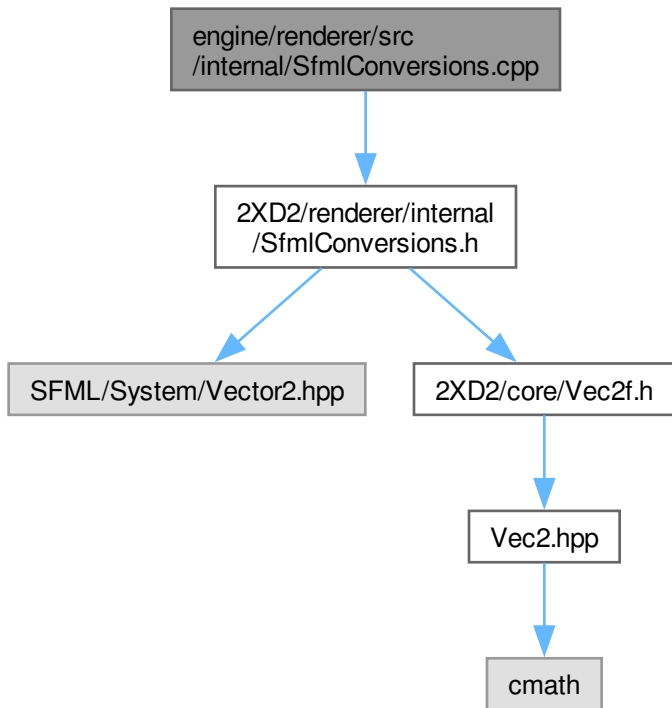 engine/renderer/src
/internal/SfmlConversions.cpp
2XD2/renderer/internal
/SfmlConversions.h
SFML/System/Vector2.hpp
2XD2/core/Vec2f.h
Vec2.hpp
cmath